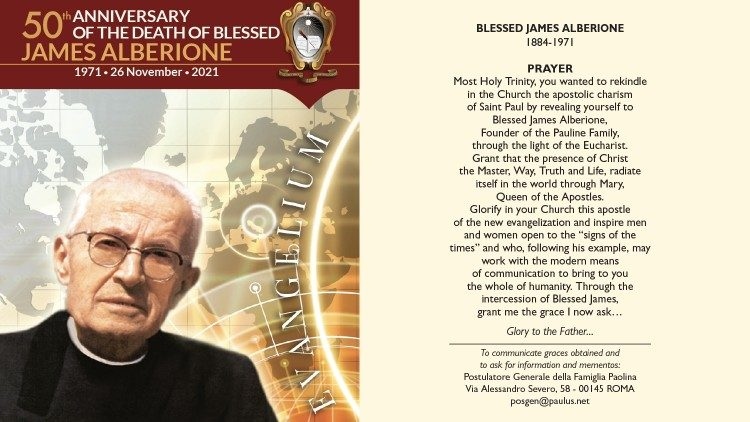 50th ANNIVERSARY
OF THE DEATH OF BLESSED
JAMES ALBERIONE
1971 • 26 November • 2021
EVANGELIUM
BLESSED JAMES ALBERIONE
1884-1971
PRAYER
Most Holy Trinity, you wanted to rekindle
in the Church the apostolic charism
of Saint Paul by revealing yourself to
Blessed James Alberione,
Founder of the Pauline Family,
through the light of the Eucharist.
Grant that the presence of Christ
the Master, Way, Truth and Life, radiate
itself in the world through Mary,
Queen of the Apostles.
Glorify in your Church this apostle
of the new evangelization and inspire men
and women open to the “signs of the
times” and who, following his example, may
work with the modern means
of communication to bring to you
the whole of humanity. Through the
intercession of Blessed James,
grant me the grace I now ask…
Glory to the Father...
To communicate graces obtained and
to ask for information and mementos:
Postulatore Generale della Famiglia Paolina
Via Alessandro Severo, 58 - 00145 ROMA
posgen@paulus.net